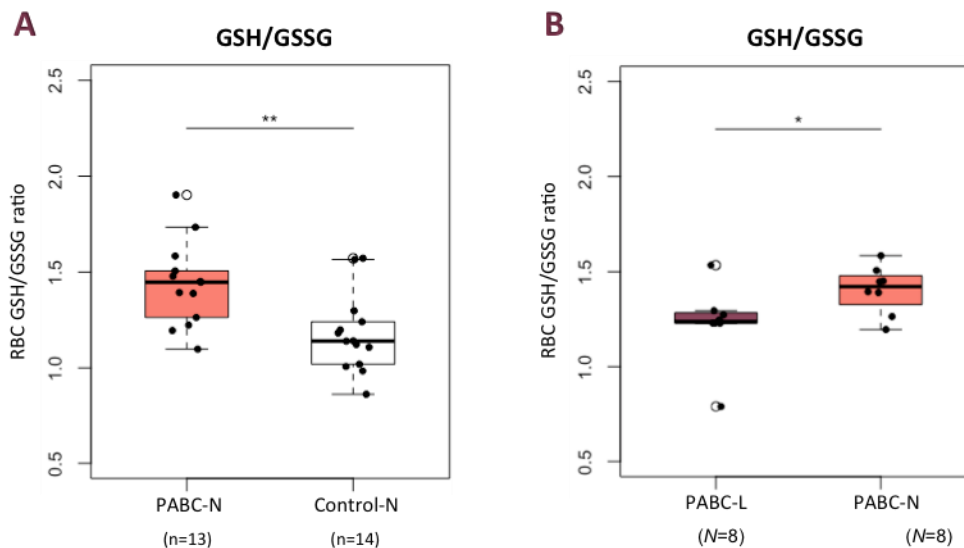 A
GSH/GSSG
RBC GSH/GSSG ratio
2.5
2.0
1.5
1.0
0.5
**
PABC-N
Control-N
(n=13)
(n=14)
B
GSH/GSSG
RBC GSH/GSSG ratio
2.5
2.0
1.5
1.0
0.5
*
PABC-L
PABC-N
(N=8)
(N=8)